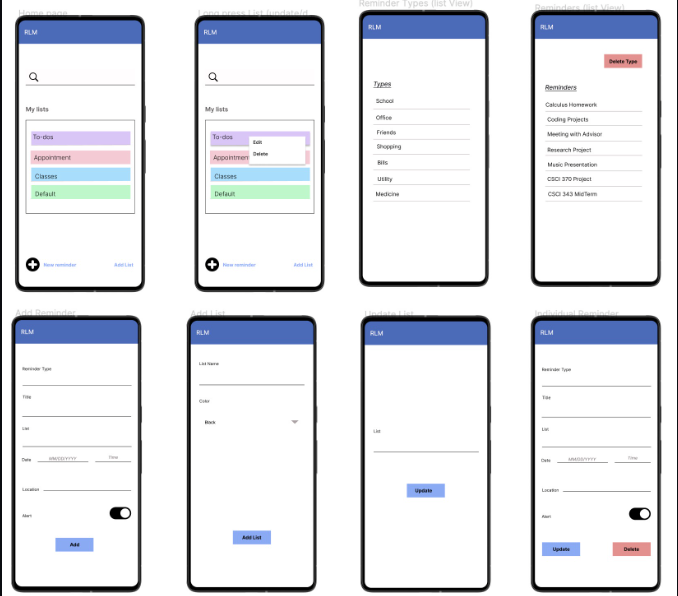 Home page
RLM
My lists
To-dos
Appointment
Classes
Default
New reminder
Add List
Long press List (update/d
RLM
My lists
To-dos
Edit
Delete
Appointment
Classes
Default
New reminder
Add List
Reminder Types (list View)
RLM
Types
School
Office
Friends
Shopping
Bills
Utility
Medicine
Reminders (list View)
RLM
Delete Type
Reminders
Calculus Homework
Coding Projects
Meeting with Advisor
Research Project
Music Presentation
CSCI 370 Project
CSCI 343 MidTerm
Add Reminder
RLM
Reminder Type
Title
List
Date MM/DD/YYYY Time
Location
Alert
Add
Add List
RLM
List Name
Color
Black
Add List
Update List
RLM
List
Update
Individual Reminder
RLM
Reminder Type
Title
List
Date MM/DD/YYYY Time
Location
Alert
Update Delete